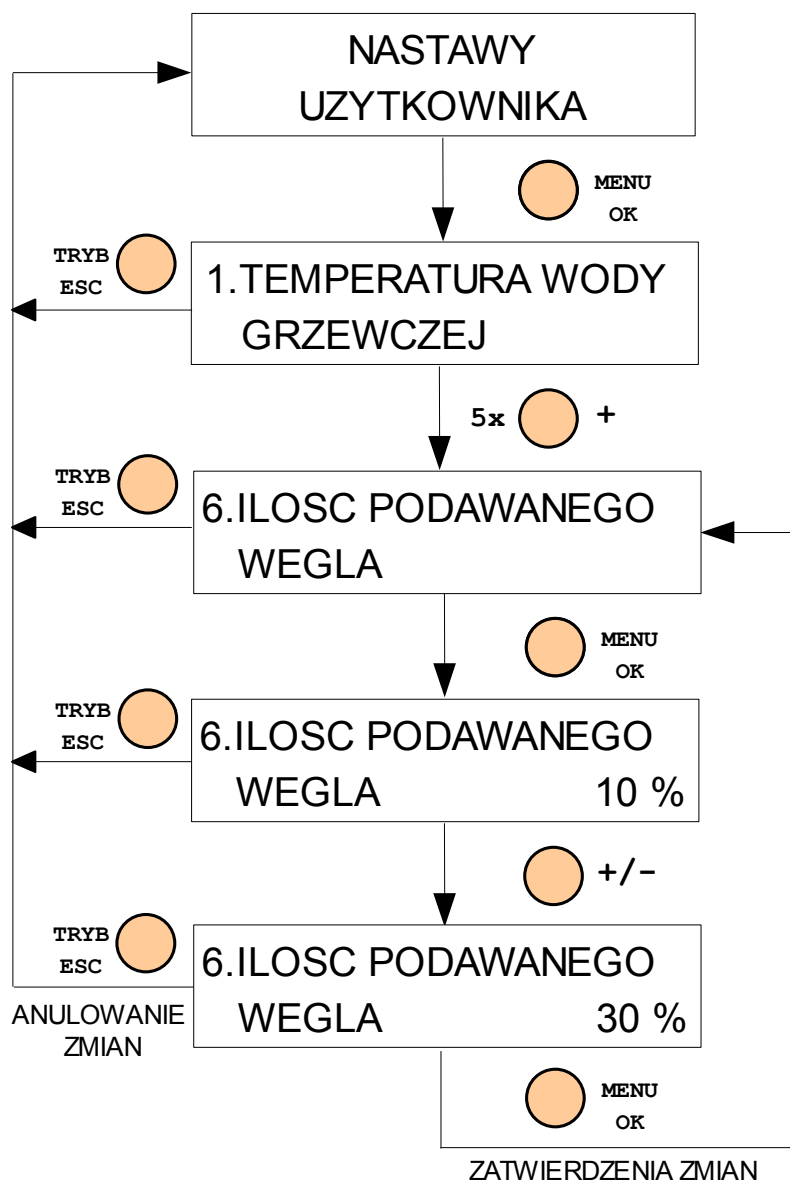 NASTAWY
UZYTKOWNIKA
MENU
OK
TRYB
ESC
1.TEMPERATURA WODY
GRZEWCZEJ
5x +
TRYB
ESC
6.ILOSC PODAWANEGO
WEGLA
MENU
OK
TRYB
ESC
6.ILOSC PODAWANEGO
WEGLA 10 %
+/-
TRYB
ESC
6.ILOSC PODAWANEGO
WEGLA 30 %
ANULOWANIE
ZMIAN
MENU
OK
ZATWIERDZENIA ZMIAN